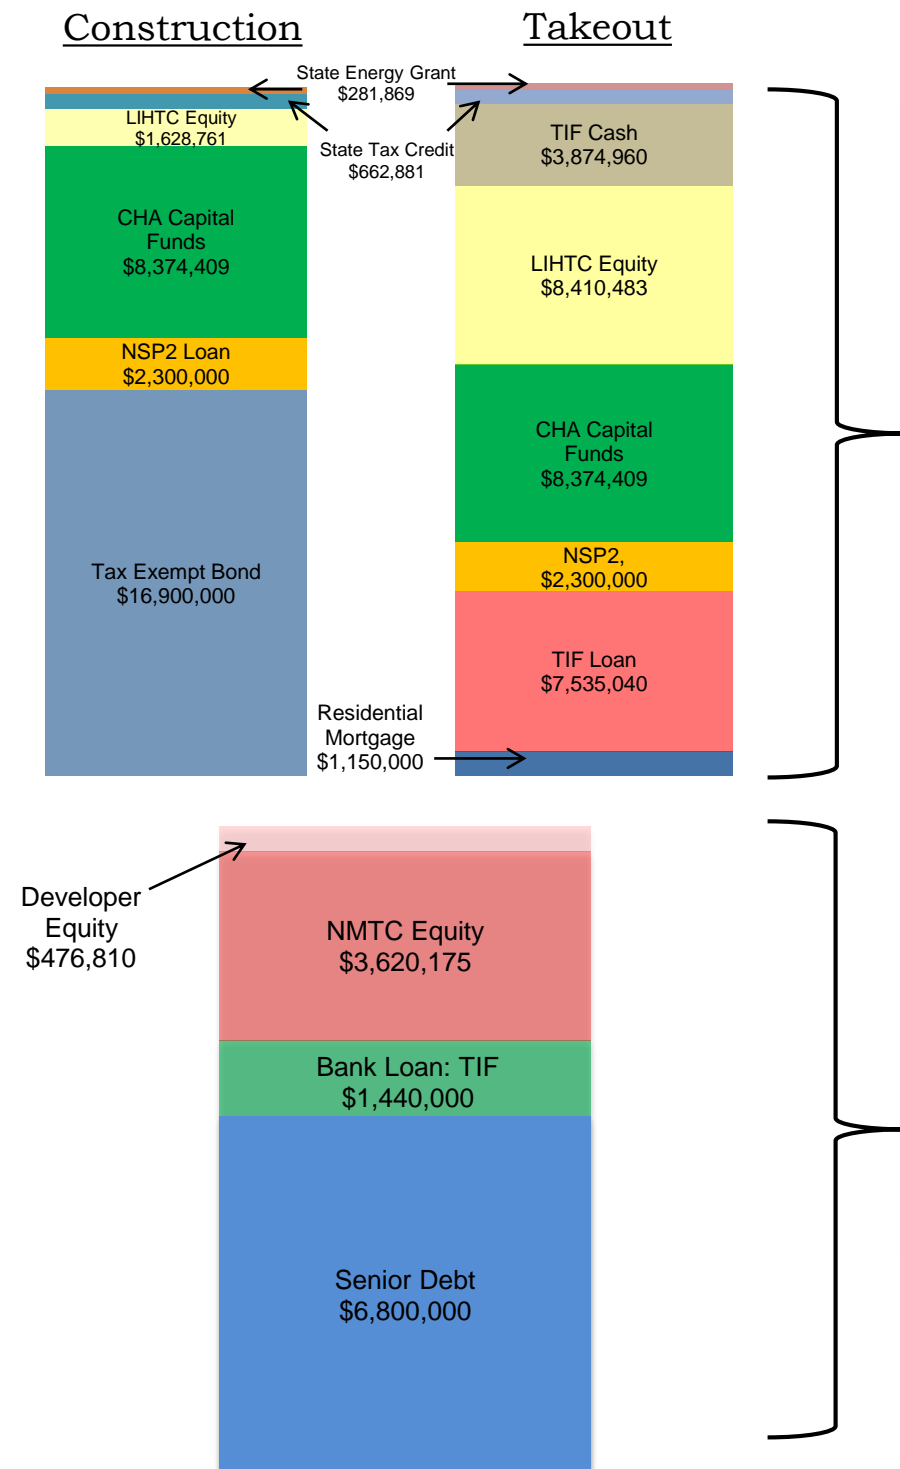 Construction
Takeout
State Energy Grant
$281,869
State Tax Credit
$662,881
LIHTC Equity
$1,628,761
CHA Capital
Funds
$8,374,409
NSP2 Loan
$2,300,000
Tax Exempt Bond
$16,900,000
TIF Cash
$3,874,960
LIHTC Equity
$8,410,483
CHA Capital
Funds
$8,374,409
NSP2,
$2,300,000
TIF Loan
$7,535,040
Residential
Mortgage
$1,150,000
Developer
Equity
$476,810
NMTC Equity
$3,620,175
Bank Loan: TIF
$1,440,000
Senior Debt
$6,800,000